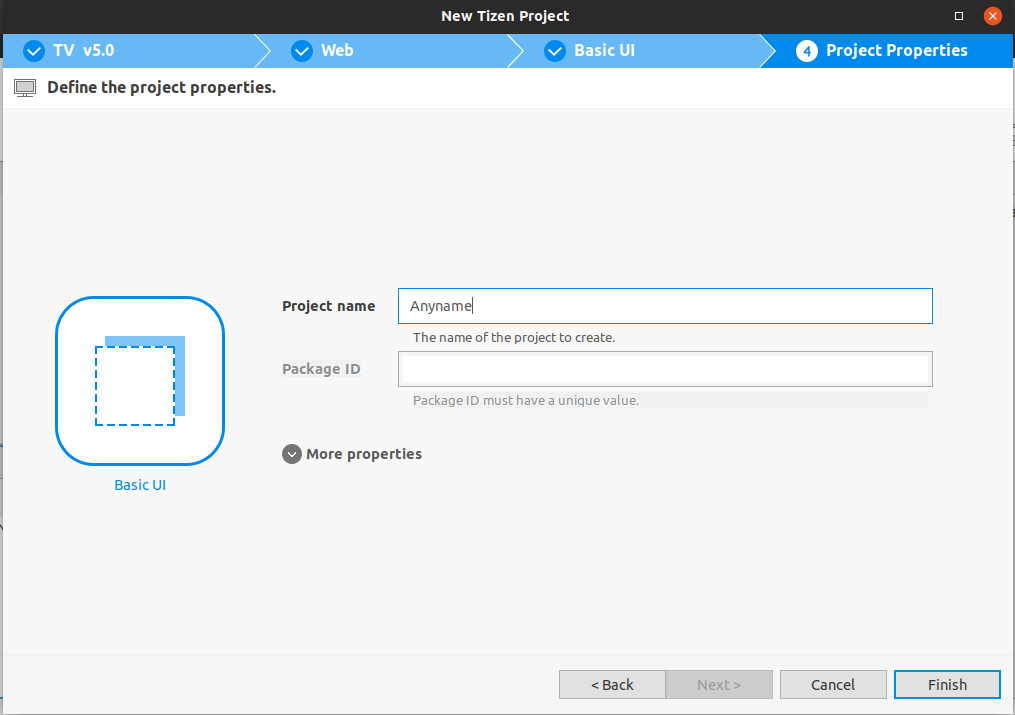 New Tizen Project
TV v5.0
Web
Basic UI
4 Project Properties
Define the project properties.
Project name
Anyname
The name of the project to create.
Package ID
Package ID must have a unique value.
More properties
Basic UI
< Back
Next >
Cancel
Finish